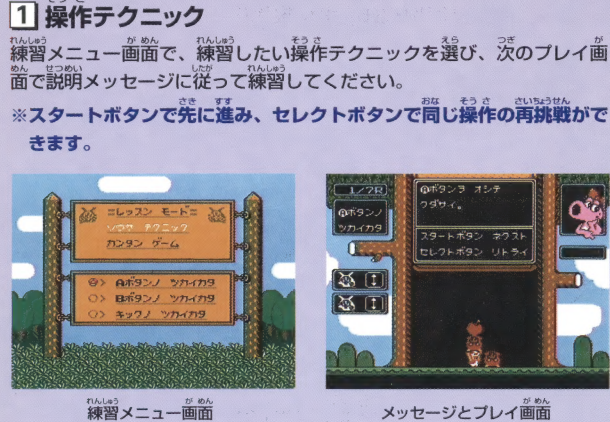 1 操作テクニック
練習メニュー画面で、練習したい操作テクニックを選び、次のプレイ画
面で説明メッセージに従って練習してください。
※スタートボタンで先に進み、セレクトボタンで同じ操作の再挑戦がで
きます。
=レッスン モード=
ソウサ テクニック
カンタン ゲーム
Aボタンノ ツカイカタ
Bボタンノ ツカイカタ
キックノ ツカイカタ
1/7R
Aボタンノ
ツカイカタ
Aボタンヲ オシテ
クダサイ。
スタートボタン ネクスト
セレクトボタン リトライ
練習メニュー画面
メッセージとプレイ画面